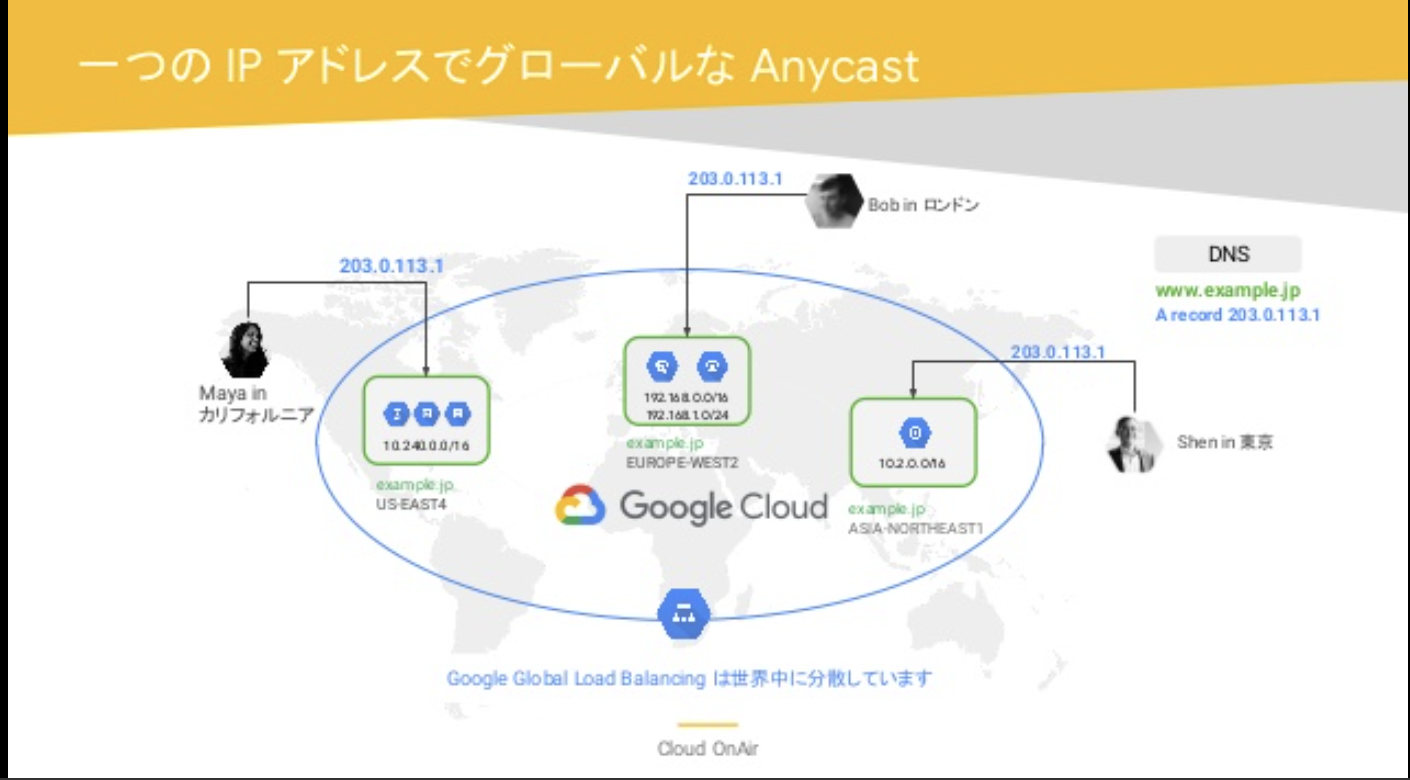 一つの IP アドレスでグローバルな Anycast
203.0.113.1
Bob in ロンドン
DNS
www.example.jp
A record 203.0.113.1
203.0.113.1
Maya in
カリフォルニア
203.0.113.1
Shen in 東京
10.240.0.0/16
example.jp
US-EAST4
192.168.0.0/16
192.168.1.0/24
example.jp
EUROPE-WEST2
10.2.0.0/16
example.jp
ASIA-NORTHEAST1
Google Cloud
Google Global Load Balancing は世界中に分散しています
Cloud OnAir